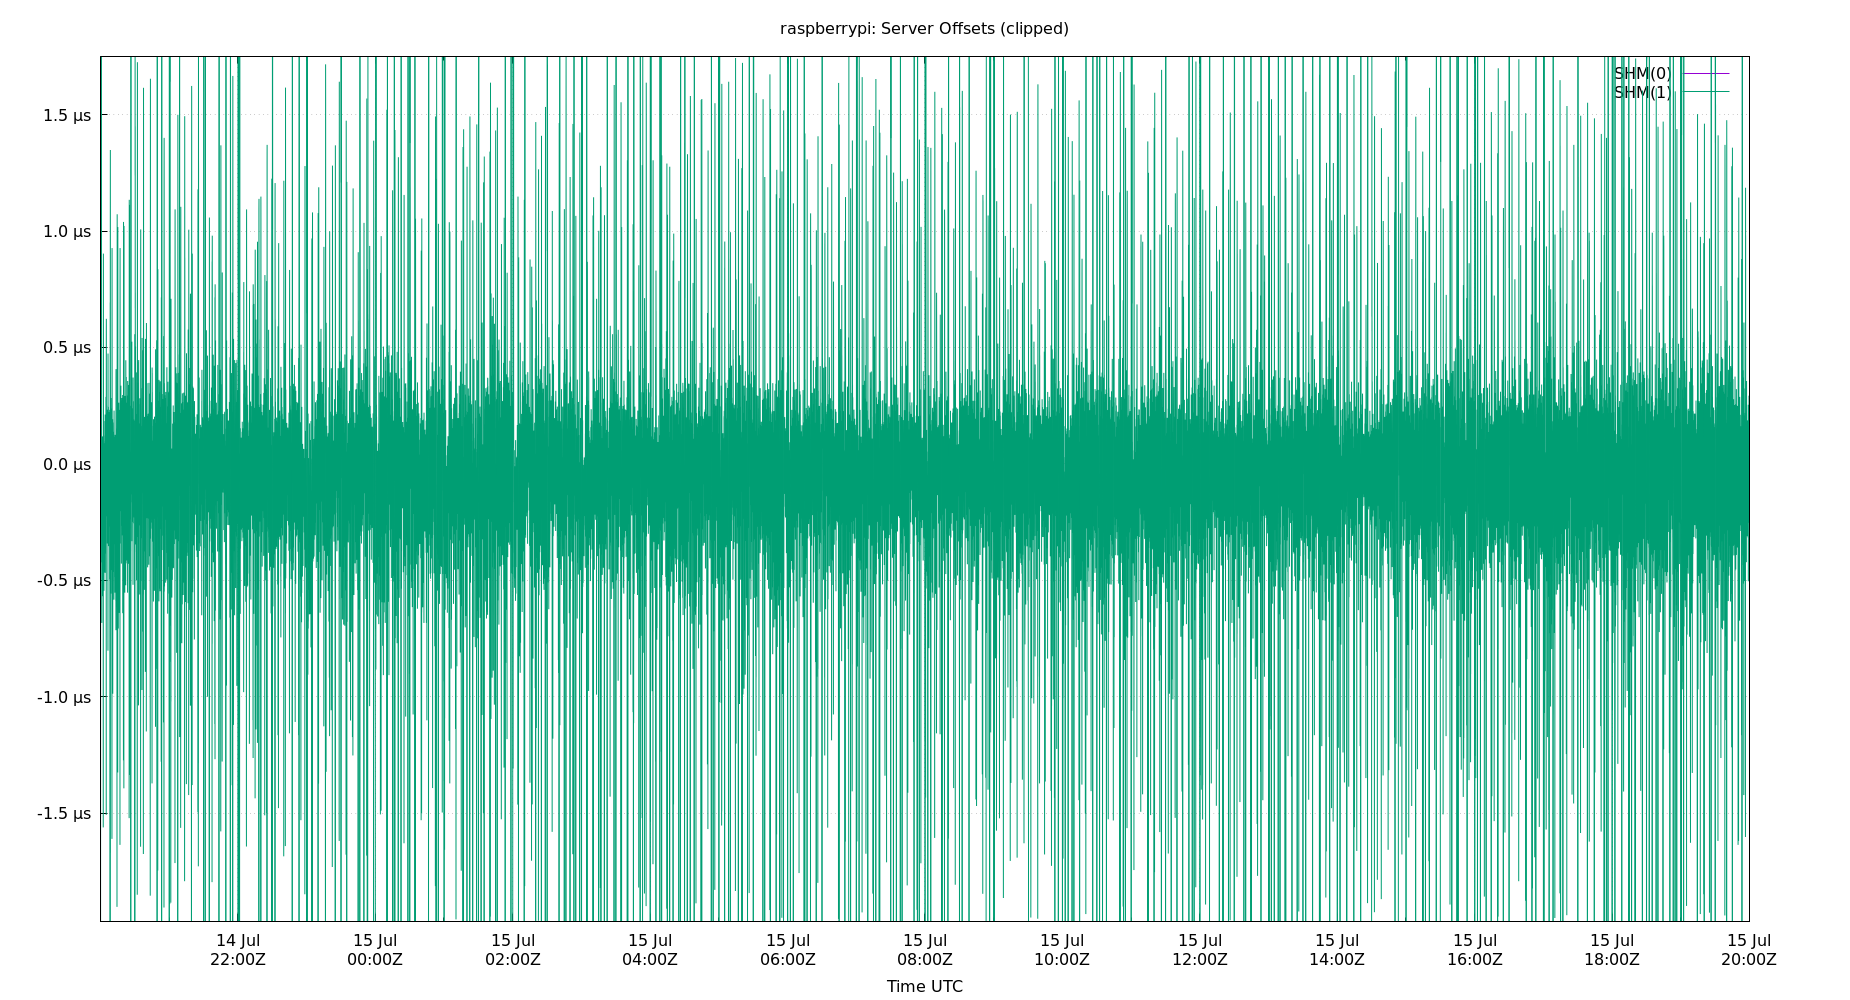 raspberrypi: Server Offsets (clipped)
SHM(0)
SHM(1)
1.5 µs
1.0 µs
0.5 µs
0.0 µs
-0.5 µs
-1.0 µs
-1.5 µs
14 Jul 15 Jul 15 Jul 15 Jul 15 Jul 15 Jul 15 Jul 15 Jul 15 Jul 15 Jul 15 Jul 15 Jul
22:00Z 00:00Z 02:00Z 04:00Z 06:00Z 08:00Z 10:00Z 12:00Z 14:00Z 16:00Z 18:00Z 20:00Z
Time UTC